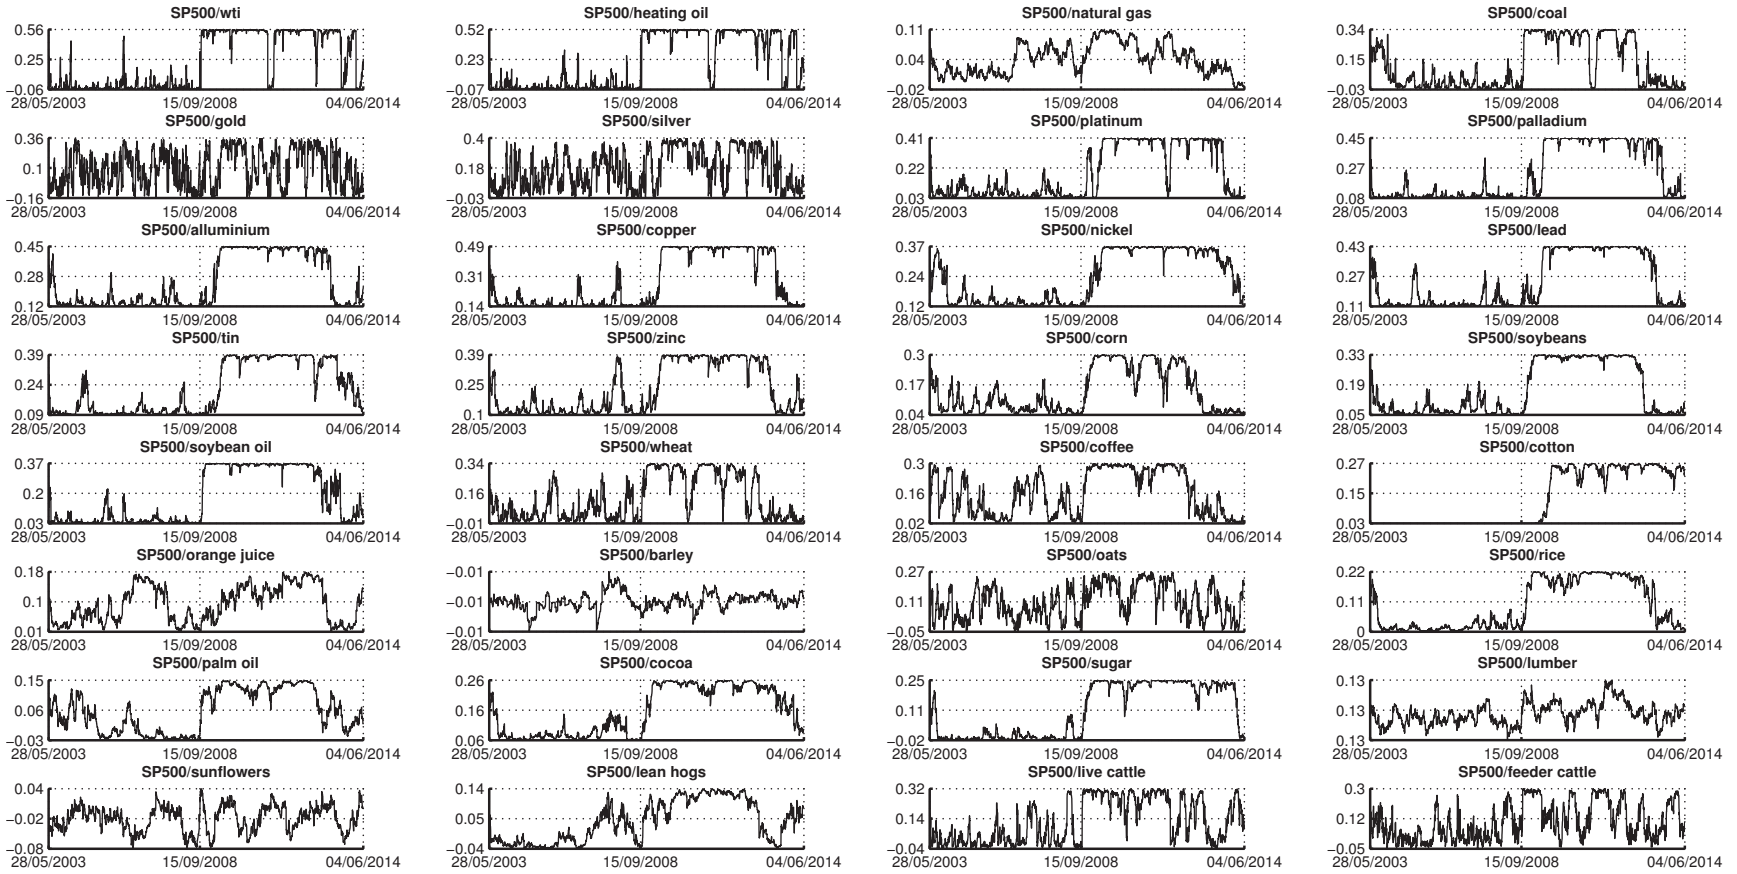 SP500/wti
0.56
0.25
−0.06
28/05/2003 15/09/2008 04/06/2014
SP500/heating oil
0.52
0.23
−0.07
28/05/2003 15/09/2008 04/06/2014
SP500/natural gas
0.11
0.04
−0.02
28/05/2003 15/09/2008 04/06/2014
SP500/coal
0.34
0.15
−0.03
28/05/2003 15/09/2008 04/06/2014
SP500/gold
0.36
0.1
−0.16
28/05/2003 15/09/2008 04/06/2014
SP500/silver
0.4
0.18
−0.03
28/05/2003 15/09/2008 04/06/2014
SP500/platinum
0.41
0.22
0.03
28/05/2003 15/09/2008 04/06/2014
SP500/palladium
0.45
0.27
0.08
28/05/2003 15/09/2008 04/06/2014
SP500/alluminium
0.45
0.28
0.12
28/05/2003 15/09/2008 04/06/2014
SP500/copper
0.49
0.31
0.14
28/05/2003 15/09/2008 04/06/2014
SP500/nickel
0.37
0.24
0.12
28/05/2003 15/09/2008 04/06/2014
SP500/lead
0.43
0.27
0.11
28/05/2003 15/09/2008 04/06/2014
SP500/tin
0.39
0.24
0.09
28/05/2003 15/09/2008 04/06/2014
SP500/zinc
0.39
0.25
0.1
28/05/2003 15/09/2008 04/06/2014
SP500/corn
0.3
0.17
0.04
28/05/2003 15/09/2008 04/06/2014
SP500/soybeans
0.33
0.19
0.05
28/05/2003 15/09/2008 04/06/2014
SP500/soybean oil
0.37
0.2
0.03
28/05/2003 15/09/2008 04/06/2014
SP500/wheat
0.34
0.16
−0.01
28/05/2003 15/09/2008 04/06/2014
SP500/coffee
0.3
0.16
0.02
28/05/2003 15/09/2008 04/06/2014
SP500/cotton
0.27
0.15
0.03
28/05/2003 15/09/2008 04/06/2014
SP500/orange juice
0.18
0.1
0.01
28/05/2003 15/09/2008 04/06/2014
SP500/barley
−0.01
−0.01
−0.01
28/05/2003 15/09/2008 04/06/2014
SP500/oats
0.27
0.11
−0.05
28/05/2003 15/09/2008 04/06/2014
SP500/rice
0.22
0.11
0
28/05/2003 15/09/2008 04/06/2014
SP500/palm oil
0.15
0.06
−0.03
28/05/2003 15/09/2008 04/06/2014
SP500/cocoa
0.26
0.16
0.06
28/05/2003 15/09/2008 04/06/2014
SP500/sugar
0.25
0.11
−0.02
28/05/2003 15/09/2008 04/06/2014
SP500/lumber
0.13
0.13
0.13
28/05/2003 15/09/2008 04/06/2014
SP500/sunflowers
0.04
−0.02
−0.08
28/05/2003 15/09/2008 04/06/2014
SP500/lean hogs
0.14
0.05
−0.04
28/05/2003 15/09/2008 04/06/2014
SP500/live cattle
0.32
0.14
−0.04
28/05/2003 15/09/2008 04/06/2014
SP500/feeder cattle
0.3
0.12
−0.05
28/05/2003 15/09/2008 04/06/2014